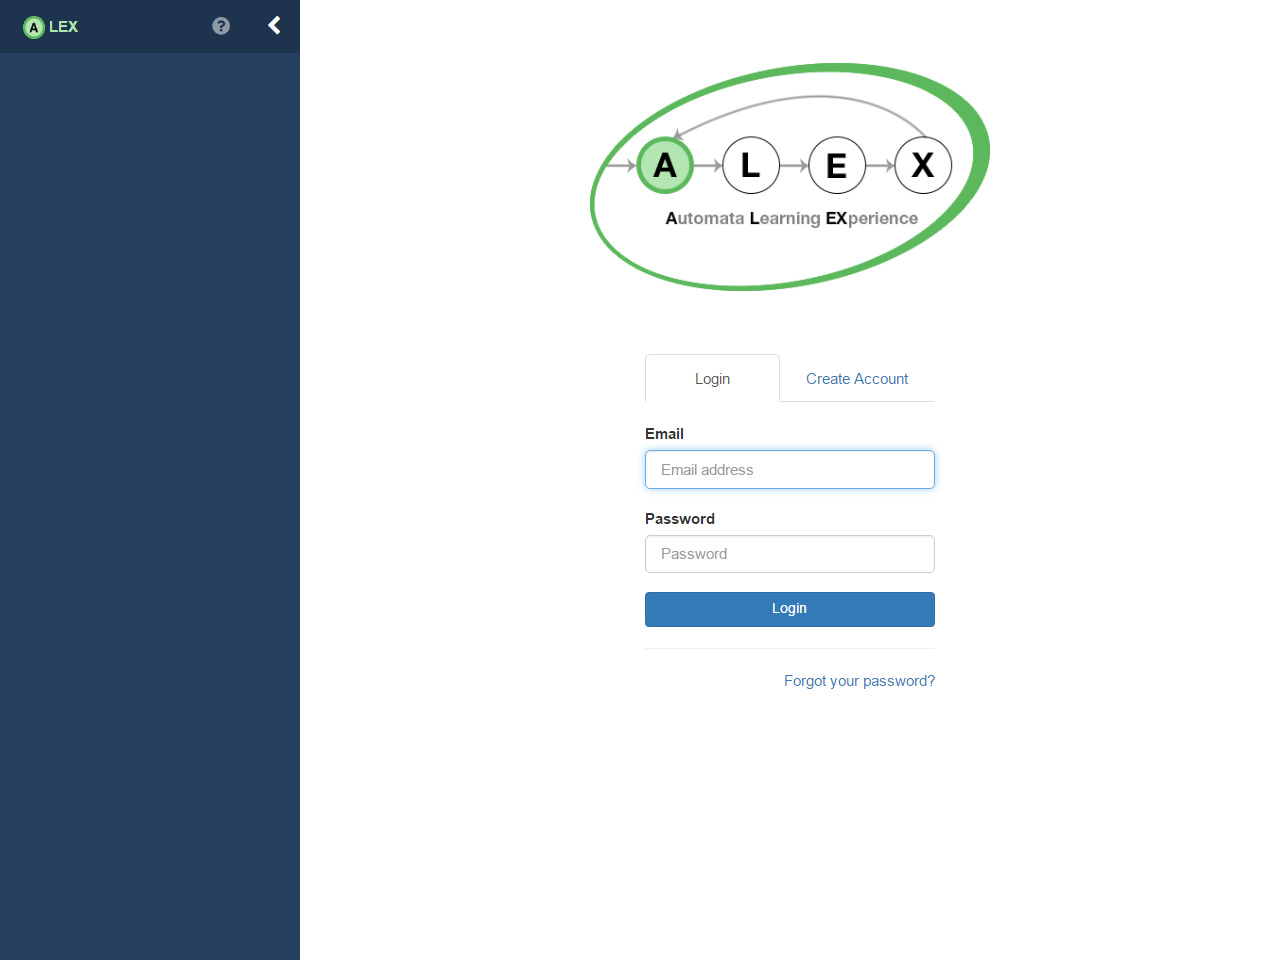 A LEX
A L E X
Automata Learning EXperience
Login Create Account
Email
Email address
Password
Password
Login
Forgot your password?